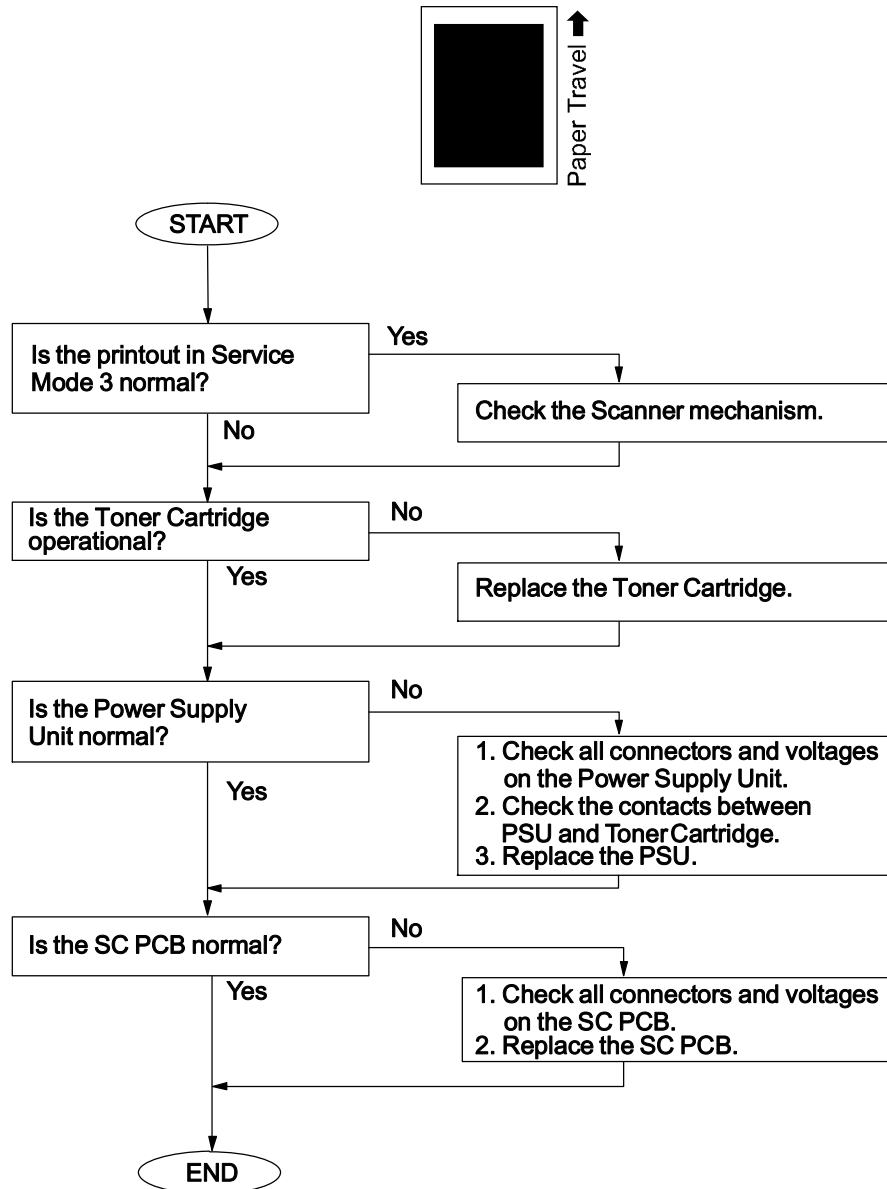 Paper Travel
START
Is the printout in Service
Mode 3 normal?
Yes
Check the Scanner mechanism.
No
Is the Toner Cartridge
operational?
No
Yes
Replace the Toner Cartridge.
Is the Power Supply
Unit normal?
No
1. Check all connectors and voltages
on the Power Supply Unit.
2. Check the contacts between
PSU and Toner Cartridge.
3. Replace the PSU.
Yes
Is the SC PCB normal?
No
Yes
1. Check all connectors and voltages
on the SC PCB.
2. Replace the SC PCB.
END